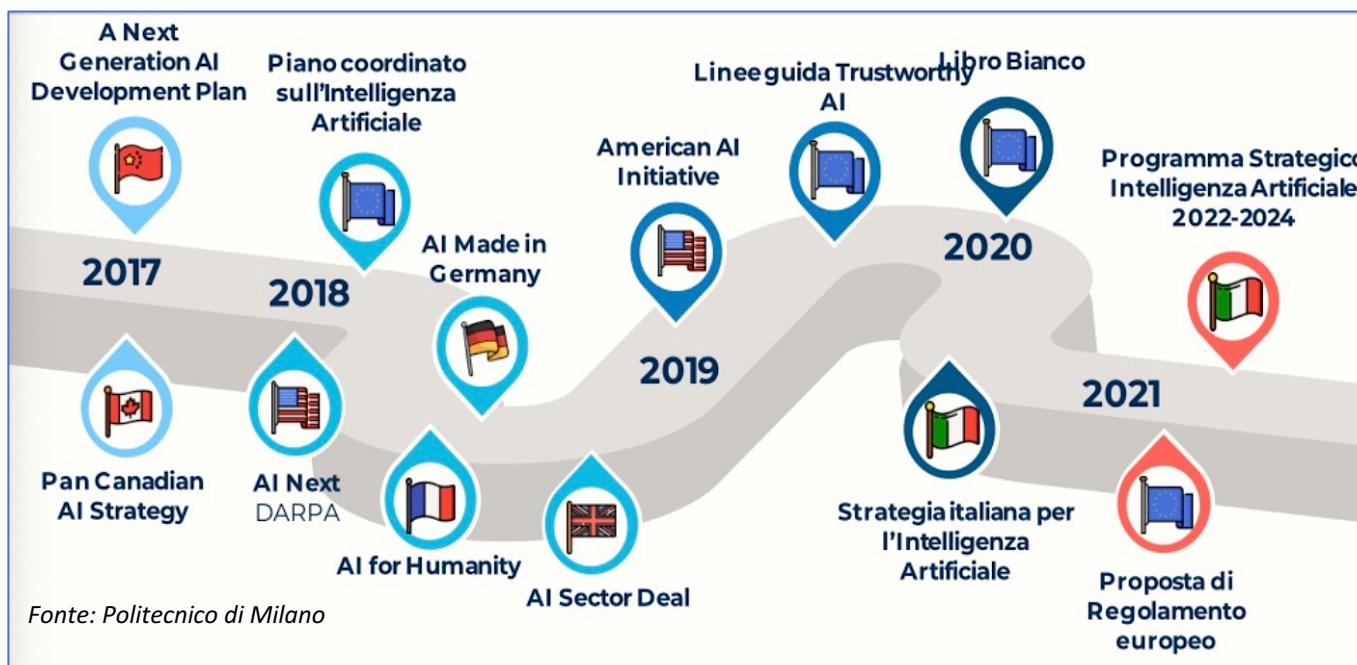 A Next
Generation AI
Development Plan
2017
Pan Canadian
AI Strategy
Piano coordinato
sull'Intelligenza
Artificiale
2018
AI Next
DARPA
AI Made in
Germany
AI for Humanity
AI Sector Deal
American AI
Initiative
2019
Linee guida Trustworthy
AI
Libro Bianco
2020
Strategia italiana per
l'Intelligenza
Artificiale
Programma Strategico
Intelligenza Artificiale
2022-2024
2021
Proposta di
Regolamento
europeo
Fonte: Politecnico di Milano